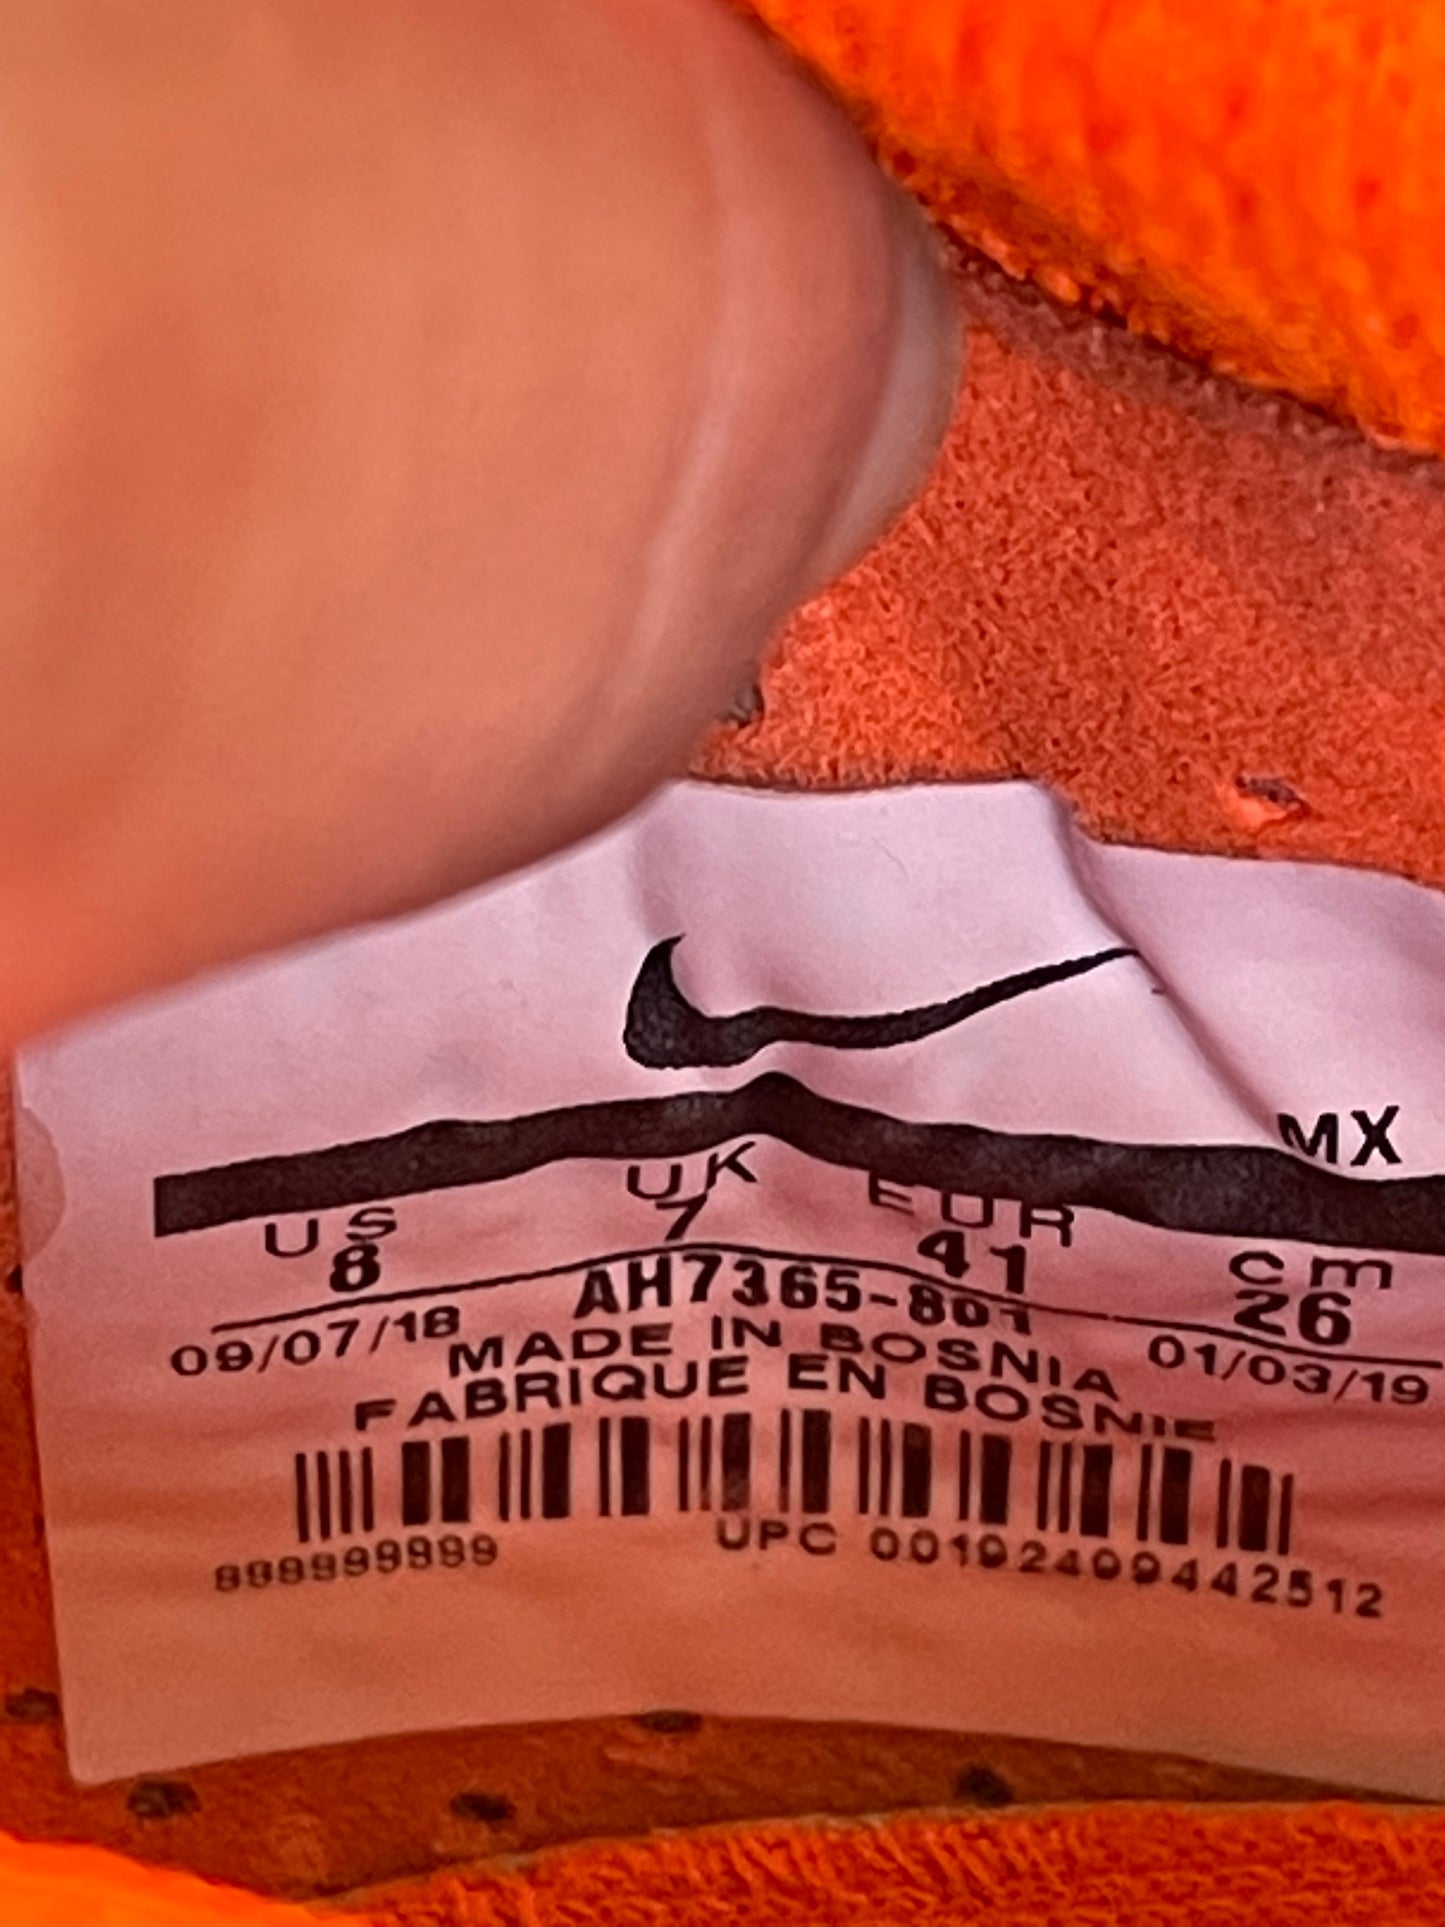 MX
US UK EUR cm
8 7 41 26
09/07/18 AH7365-801 01/03/19
MADE IN BOSNIA
FABRIQUE EN BOSNIE
999999999 UPC 00192499442512